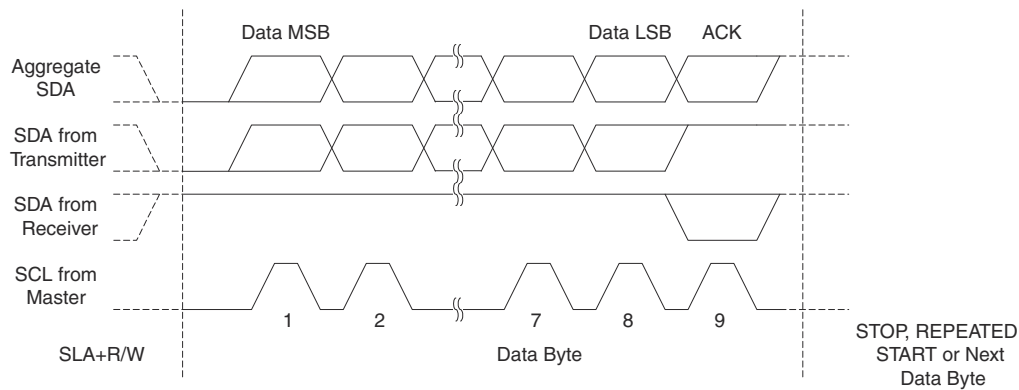 Data MSB
Data LSB
ACK
Aggregate
SDA
SDA from
Transmitter
SDA from
Receiver
SCL from
Master
1
2
7
8
9
SLA+R/W
Data Byte
STOP, REPEATED
START or Next
Data Byte